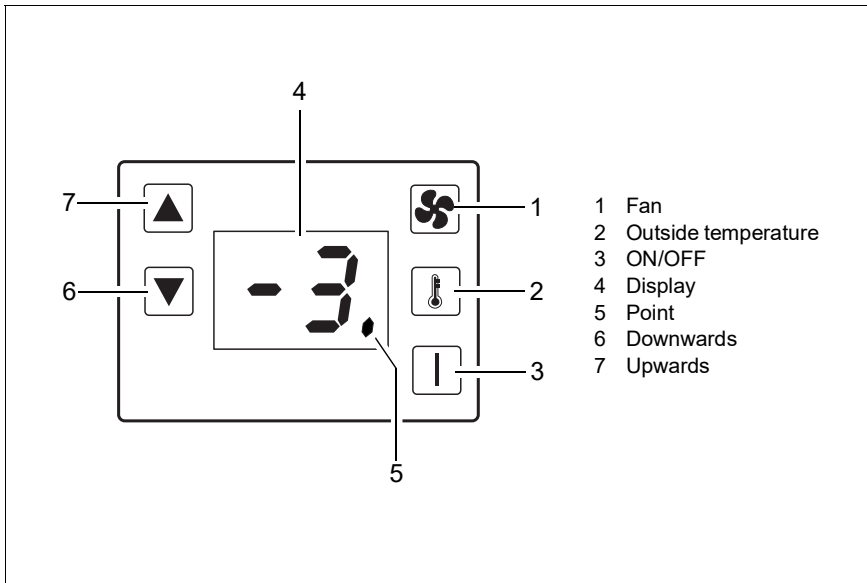 4
7
6
-3.
1
2
3
5
1 Fan
2 Outside temperature
3 ON/OFF
4 Display
5 Point
6 Downwards
7 Upwards